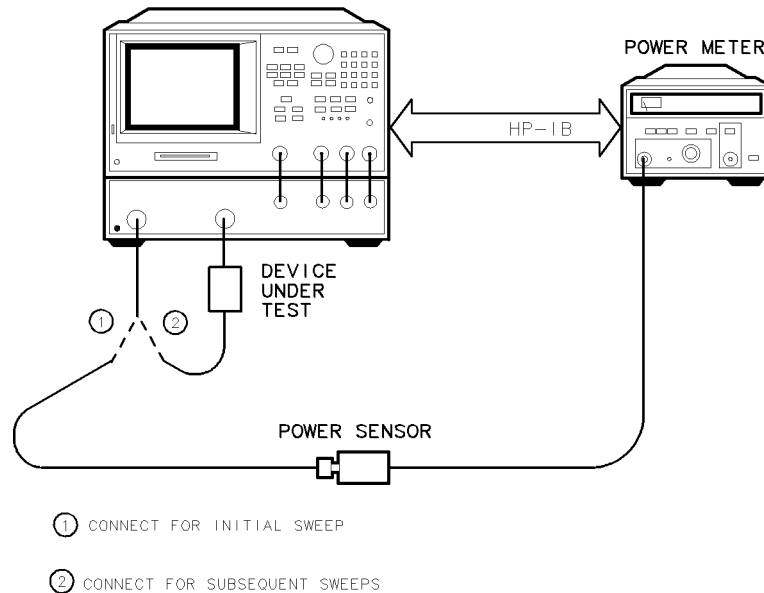 POWER METER
HP-IB
DEVICE
UNDER
TEST
1
2
POWER SENSOR
1 CONNECT FOR INITIAL SWEEP
2 CONNECT FOR SUBSEQUENT SWEEPS